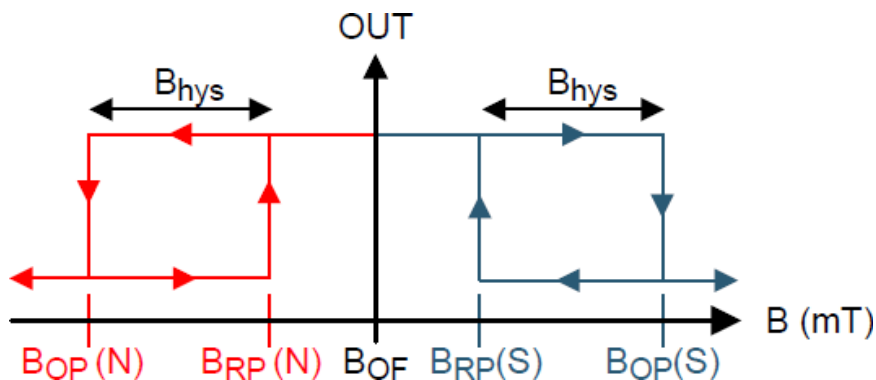 OUT
Bhys Bhys
B (mT)
BOP(N) BRP(N) BOF BRP(S) BOP(S)